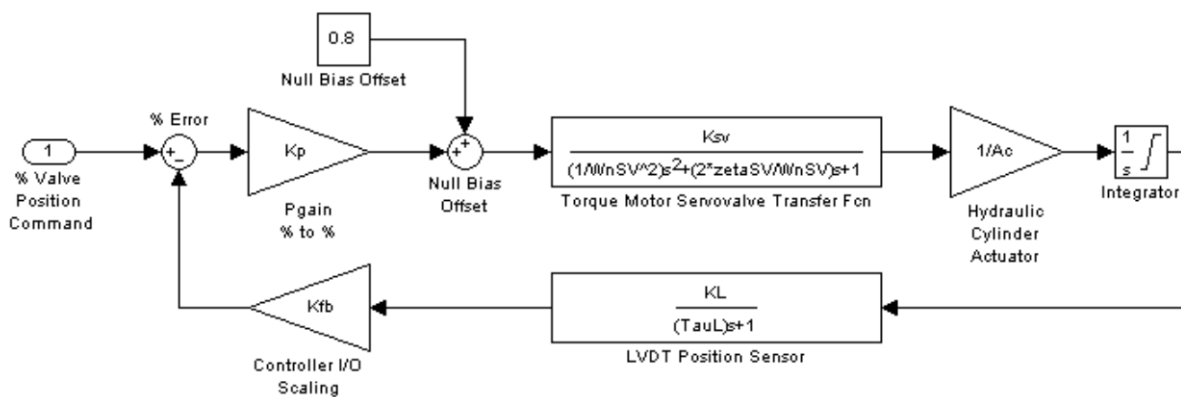 0.8
Null Bias Offset
% Error
1
% Valve
Position
Command
+
−
Kp
Pgain
% to %
+
+
Null Bias
Offset
Ksv
(1/WnSV^2)s2+(2*zetaSV/WnSV)s+1
Torque Motor Servovalve Transfer Fcn
1/Ac
Hydraulic
Cylinder
Actuator
1
s
Integrator
Kfb
Controller I/O
Scaling
KL
(TauL)s+1
LVDT Position Sensor